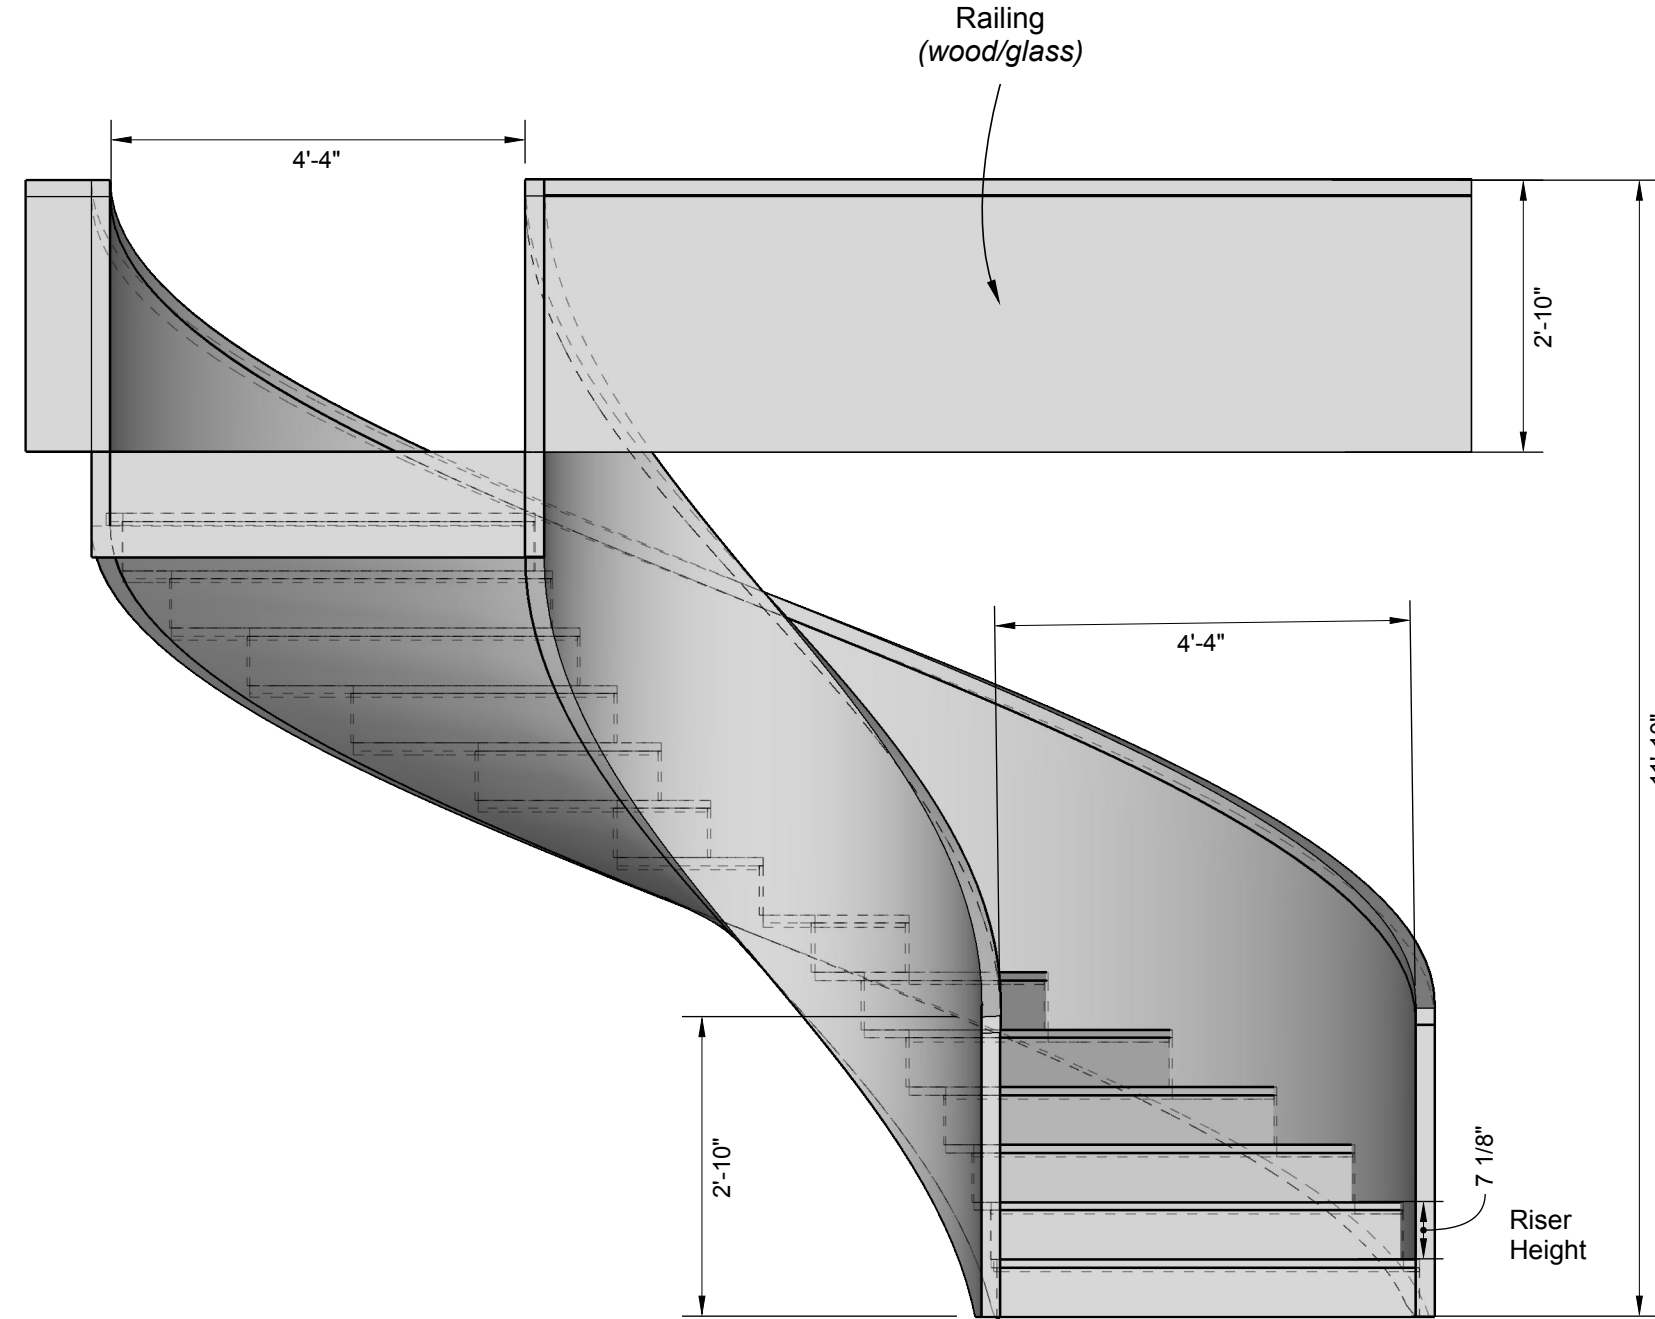 Railing
(wood/glass)
4'-4"
2'-10"
4'-4"
2'-10"
7 1/8"
Riser
Height